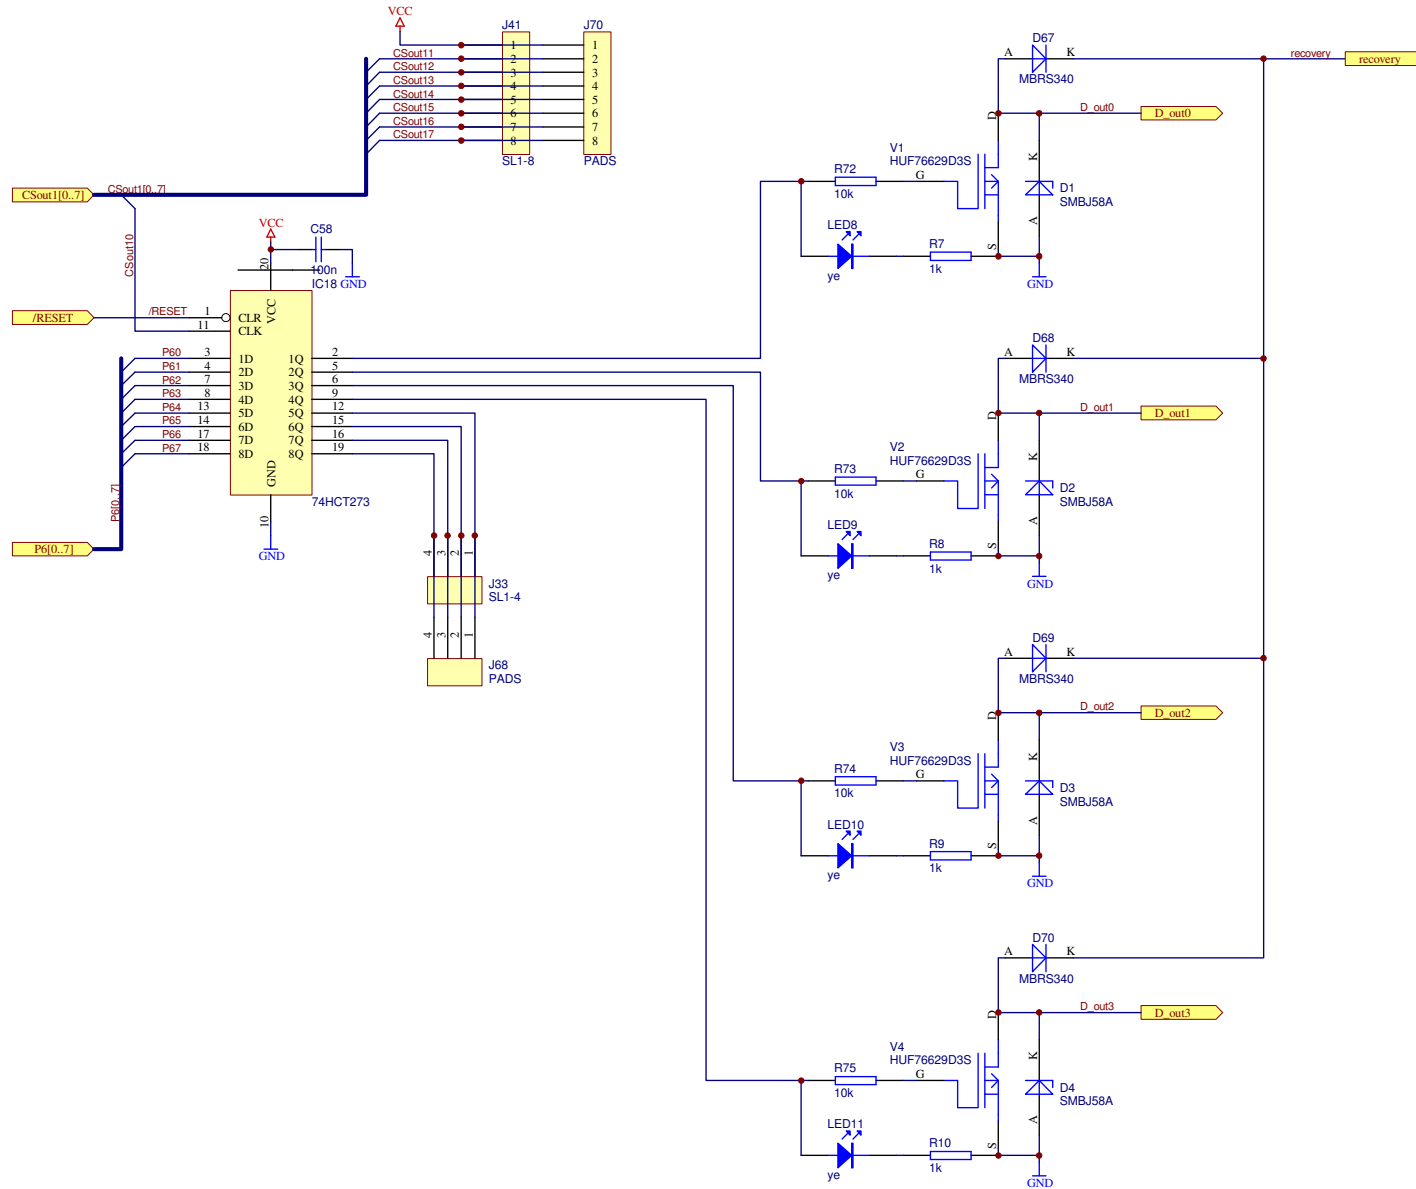 VCC
J41
J70
1
1
CSout11
2
2
CSout12
3
3
CSout13
4
4
CSout14
5
5
CSout15
6
6
CSout16
7
7
CSout17
8
8
SL1-8
PADS
CSout1[0..7]
CSout1[0..7]
CSout10
VCC
C58
100n
GND
20
IC18
/RESET
/RESET
1
CLR
VCC
11
CLK
P60
3
1D
1Q
2
P61
4
2D
2Q
5
P62
7
3D
3Q
6
P63
8
4D
4Q
9
P64
13
5D
5Q
12
P65
14
6D
6Q
15
P66
17
7D
7Q
16
P67
18
8D
8Q
19
GND
74HCT273
10
GND
P6[0..7]
P6[0..7]
4
3
2
1
J33
SL1-4
4
3
2
1
J68
PADS
D67
A
K
MBRS340
recovery
recovery
D
D_out0
D_out0
V1
HUF76629D3S
G
R72
10k
K
D1
SMBJ58A
A
LED8
ye
R7
1k
S
GND
D68
A
K
MBRS340
D
D_out1
D_out1
V2
HUF76629D3S
G
R73
10k
K
D2
SMBJ58A
A
LED9
ye
R8
1k
S
GND
D69
A
K
MBRS340
D
D_out2
D_out2
V3
HUF76629D3S
G
R74
10k
K
D3
SMBJ58A
A
LED10
ye
R9
1k
S
GND
D70
A
K
MBRS340
D
D_out3
D_out3
V4
HUF76629D3S
G
R75
10k
K
D4
SMBJ58A
A
LED11
ye
R10
1k
S
GND